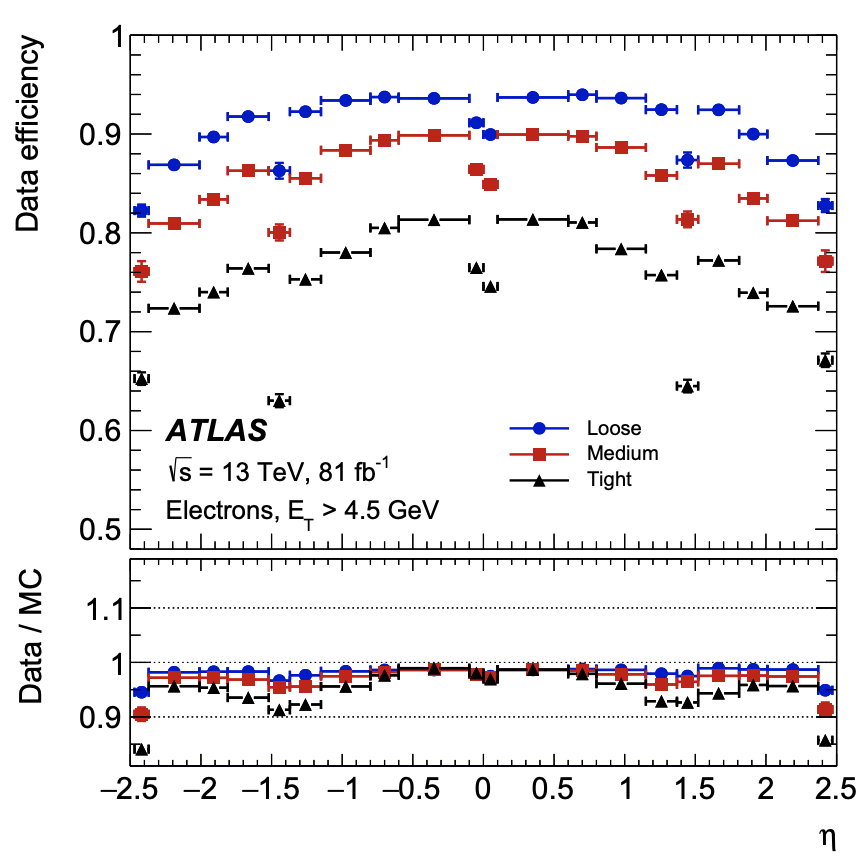 Data efficiency
1
0.9
0.8
0.7
0.6
0.5
ATLAS
√s = 13 TeV, 81 fb⁻¹
Electrons, E_T > 4.5 GeV
Loose
Medium
Tight
Data / MC
1.1
1
0.9
−2.5 −2 −1.5 −1 −0.5 0 0.5 1 1.5 2 2.5
η